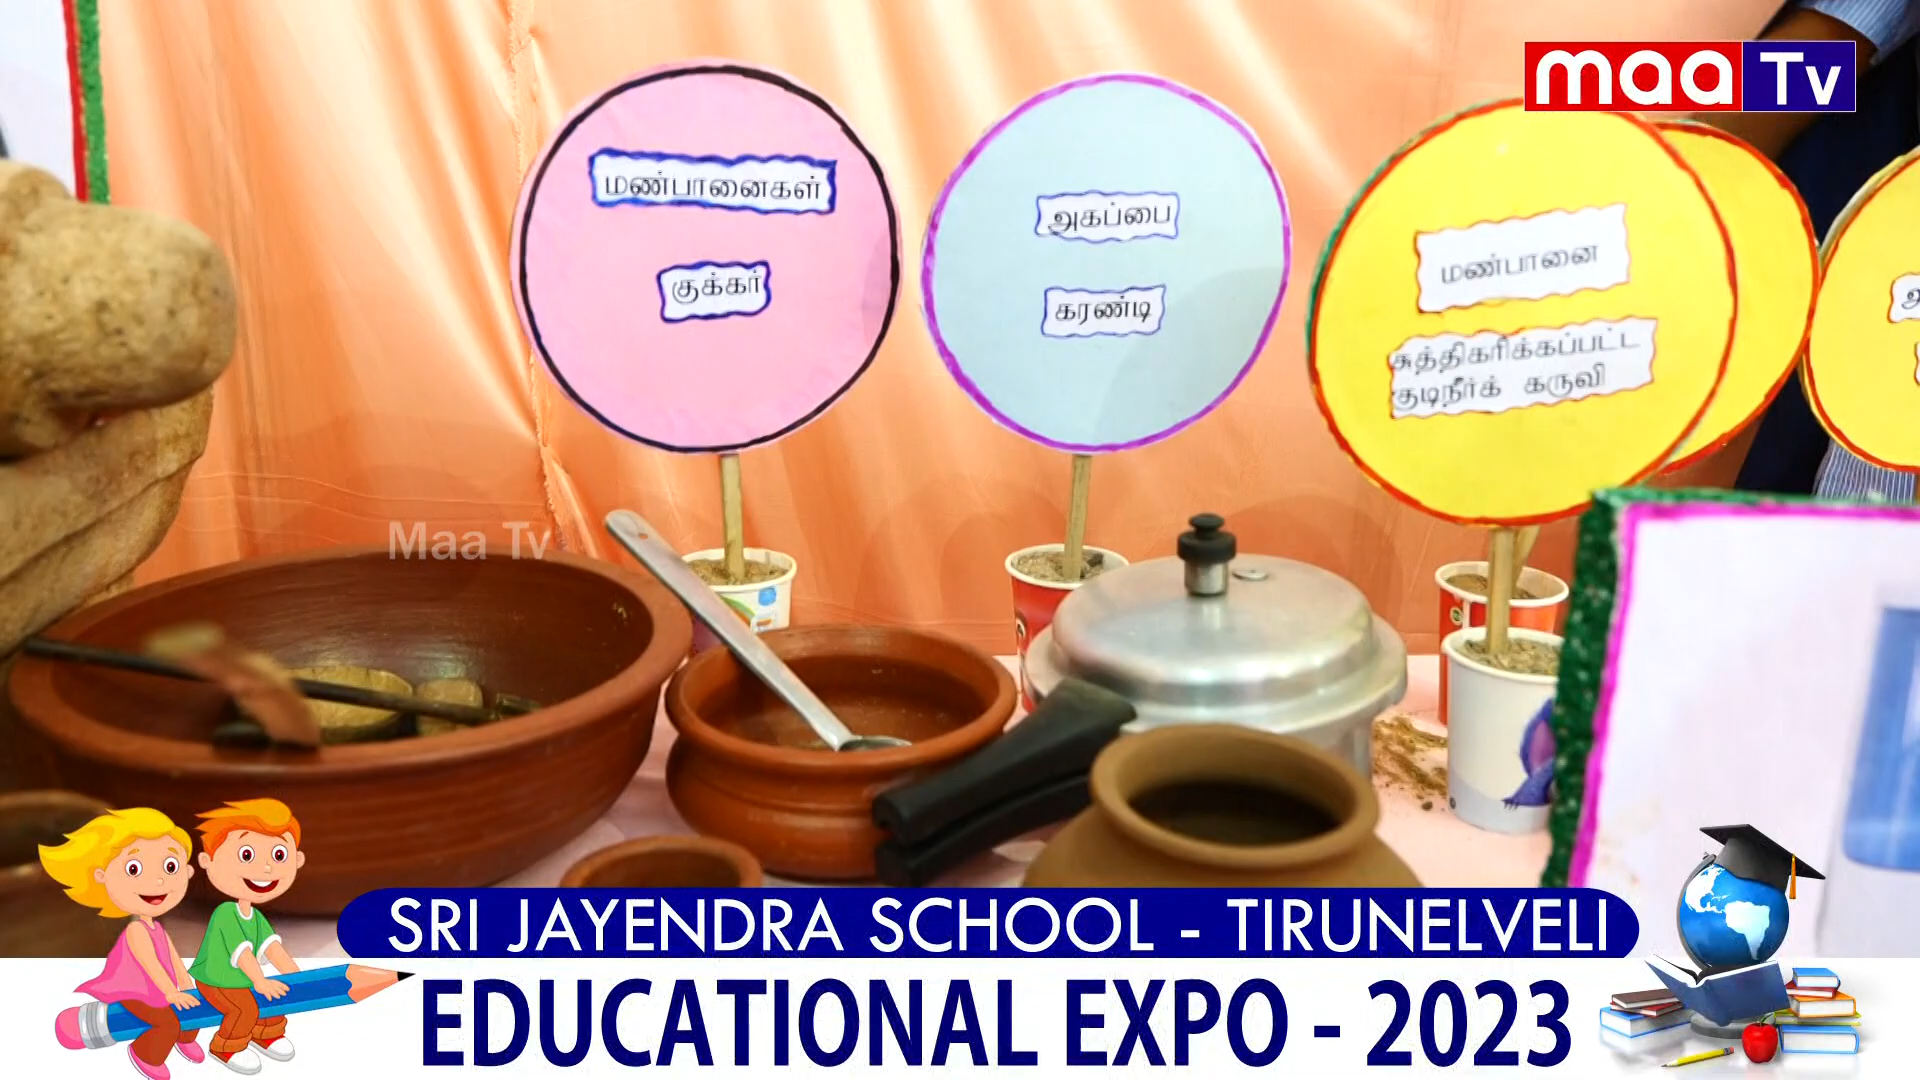 maa Tv
மண்பானைகள்
குக்கர்
அகப்பை
கரண்டி
மண்பானை
சுத்திகரிக்கப்பட்ட
குடிநீர்க் கருவி
Maa Tv
SRI JAYENDRA SCHOOL - TIRUNELVELI
EDUCATIONAL EXPO - 2023